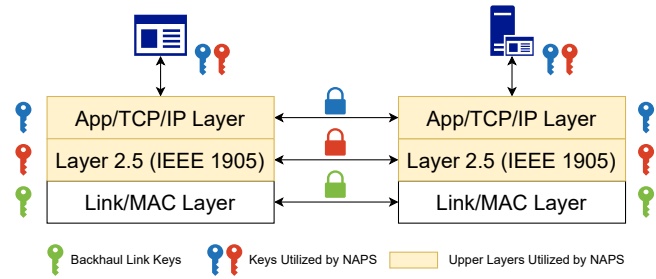 App/TCP/IP Layer
App/TCP/IP Layer
Layer 2.5 (IEEE 1905)
Layer 2.5 (IEEE 1905)
Link/MAC Layer
Link/MAC Layer
Backhaul Link Keys
Keys Utilized by NAPS
Upper Layers Utilized by NAPS